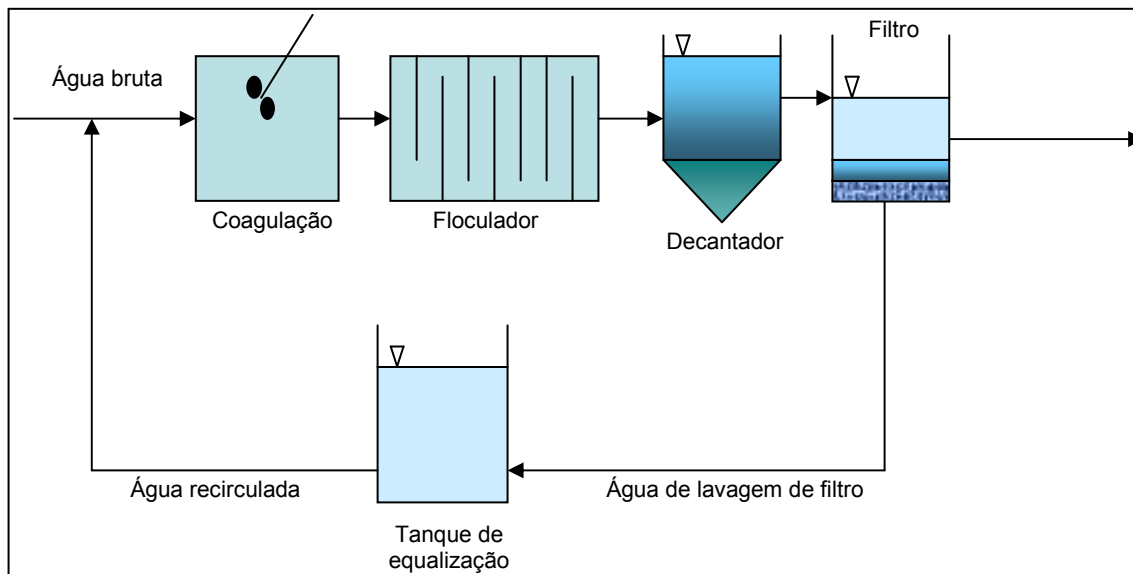 Filtro
Água bruta
Coagulação
Floculador
Decantador
Água recirculada
Água de lavagem de filtro
Tanque de
equalização